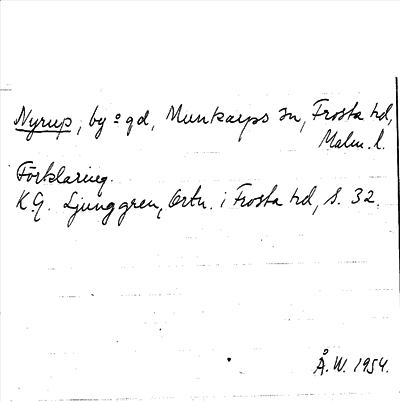 Nyrup, by o gd, Munkarps sn, Frosta hd,
Malm. l.
Förklaring.
K.G. Ljunggren, Ortn. i Frosta hd, s. 32.
Å.W. 1954.